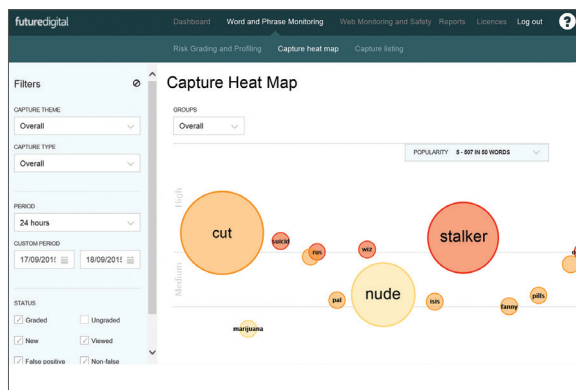 futuredigital
Dashboard Word and Phrase Monitoring Web Monitoring and Safety Reports Licences Log out ?
Risk Grading and Profiling Capture heat map Capture listing
Filters
CAPTURE THEME
Overall
CAPTURE TYPE
Overall
PERIOD
24 hours
CUSTOM PERIOD
17/09/201 18/09/201
STATUS
Graded Ungraded
New Viewed
False positive Non-false
Capture Heat Map
GROUPS
Overall
POPULARITY 5 - 507 IN 50 WORDS
High
cut
suicid
rus
wiz
stalker
Medium
pal
nude
isis
fanny
pills
marijuana